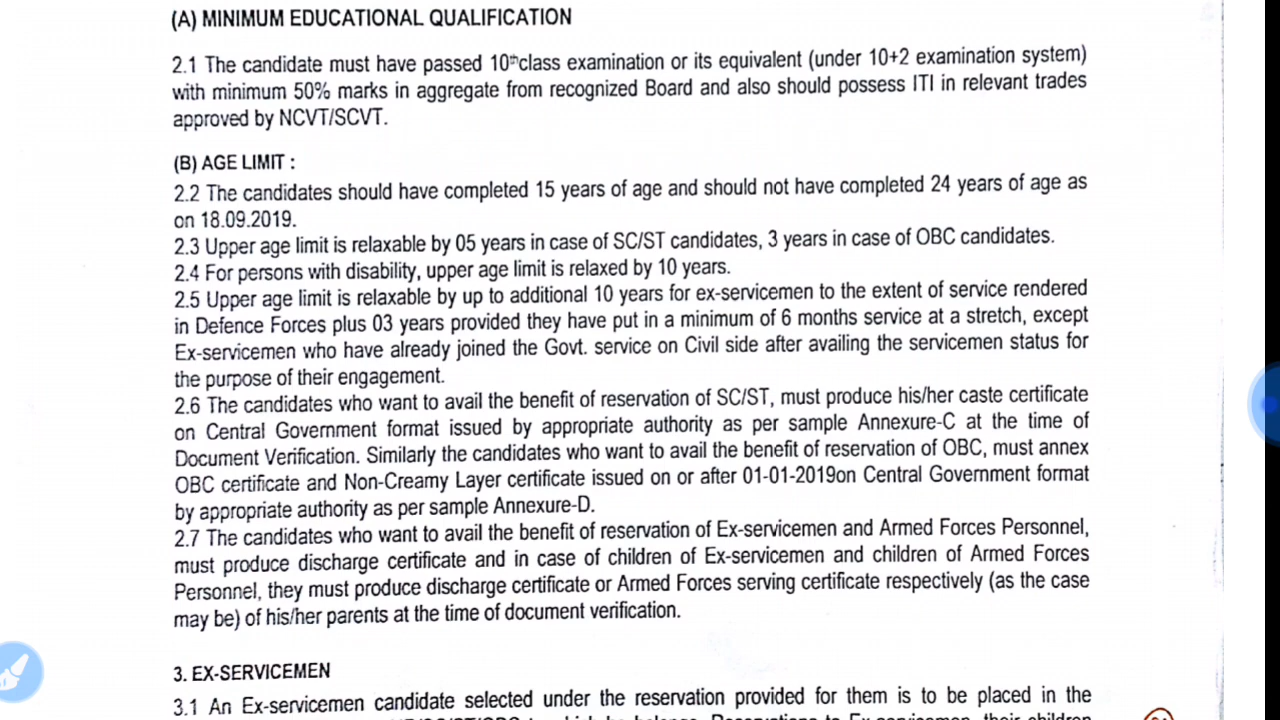 (A) MINIMUM EDUCATIONAL QUALIFICATION
2.1 The candidate must have passed 10thclass examination or its equivalent (under 10+2 examination system)
with minimum 50% marks in aggregate from recognized Board and also should possess ITI in relevant trades
approved by NCVT/SCVT.
(B) AGE LIMIT :
2.2 The candidates should have completed 15 years of age and should not have completed 24 years of age as
on 18.09.2019.
2.3 Upper age limit is relaxable by 05 years in case of SC/ST candidates, 3 years in case of OBC candidates.
2.4 For persons with disability, upper age limit is relaxed by 10 years.
2.5 Upper age limit is relaxable by up to additional 10 years for ex-servicemen to the extent of service rendered
in Defence Forces plus 03 years provided they have put in a minimum of 6 months service at a stretch, except
Ex-servicemen who have already joined the Govt. service on Civil side after availing the servicemen status for
the purpose of their engagement.
2.6 The candidates who want to avail the benefit of reservation of SC/ST, must produce his/her caste certificate
on Central Government format issued by appropriate authority as per sample Annexure-C at the time of
Document Verification. Similarly the candidates who want to avail the benefit of reservation of OBC, must annex
OBC certificate and Non-Creamy Layer certificate issued on or after 01-01-2019on Central Government format
by appropriate authority as per sample Annexure-D.
2.7 The candidates who want to avail the benefit of reservation of Ex-servicemen and Armed Forces Personnel,
must produce discharge certificate and in case of children of Ex-servicemen and children of Armed Forces
Personnel, they must produce discharge certificate or Armed Forces serving certificate respectively (as the case
may be) of his/her parents at the time of document verification.
3. EX-SERVICEMEN
3.1 An Ex-servicemen candidate selected under the reservation provided for them is to be placed in the